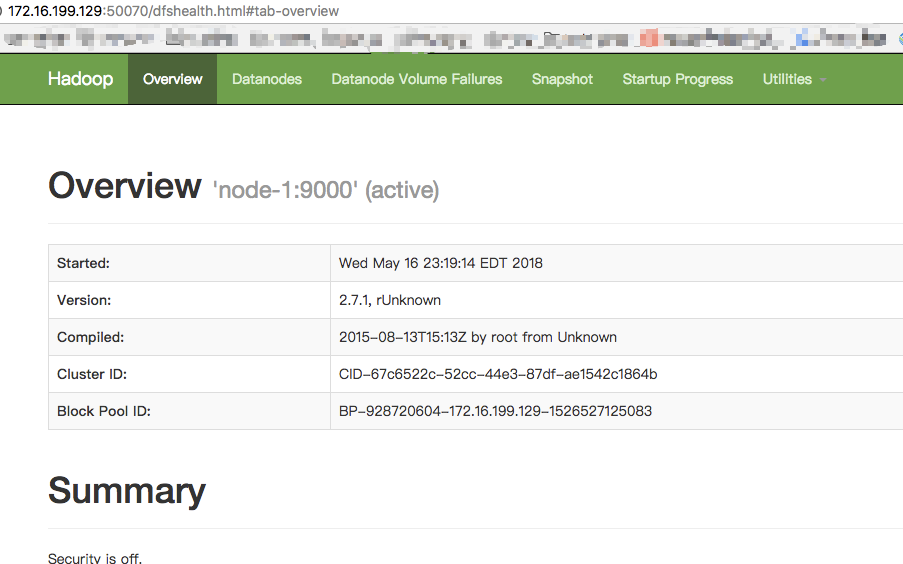 172.16.199.129:50070/dfshealth.html#tab-overview
Hadoop Overview Datanodes Datanode Volume Failures Snapshot Startup Progress Utilities
Overview 'node-1:9000' (active)
Started: Wed May 16 23:19:14 EDT 2018
Version: 2.7.1, rUnknown
Compiled: 2015-08-13T15:13Z by root from Unknown
Cluster ID: CID-67c6522c-52cc-44e3-87df-ae1542c1864b
Block Pool ID: BP-928720604-172.16.199.129-1526527125083
Summary
Security is off.